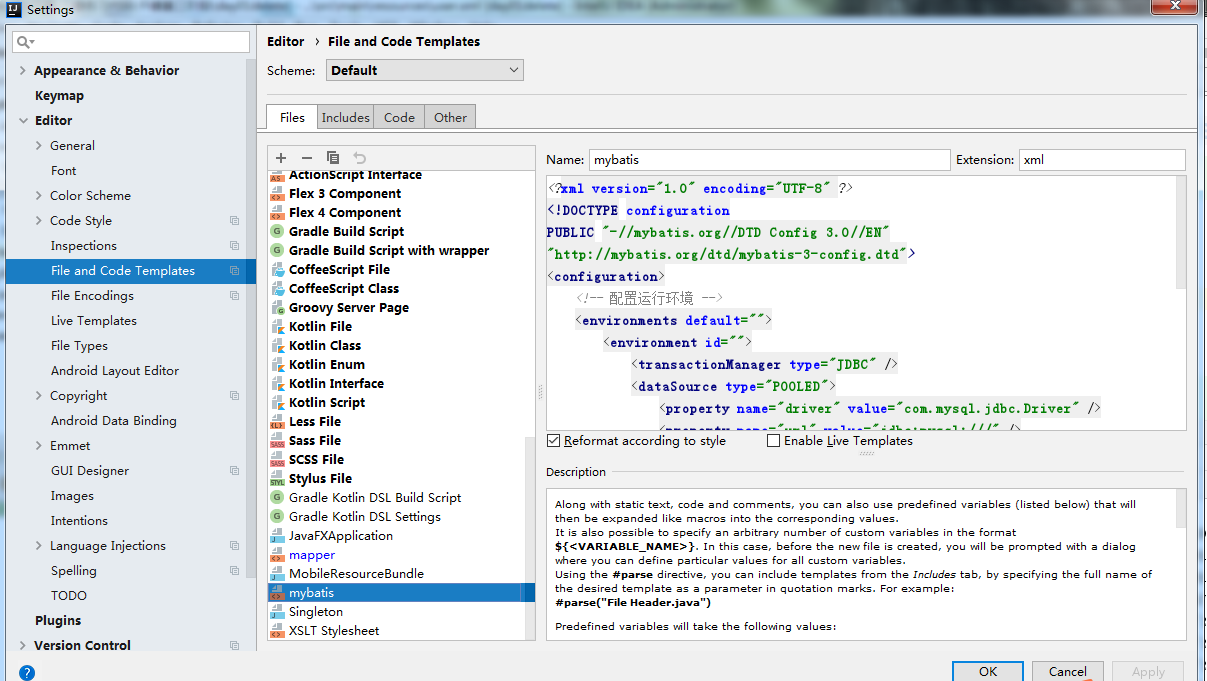 Settings
Appearance & Behavior
Keymap
Editor
General
Font
Color Scheme
Code Style
Inspections
File and Code Templates
File Encodings
Live Templates
File Types
Android Layout Editor
Copyright
Android Data Binding
Emmet
GUI Designer
Images
Intentions
Language Injections
Spelling
TODO
Plugins
Version Control
Editor › File and Code Templates
Scheme: Default
Files Includes Code Other
ActionScript Interface
Flex 3 Component
Flex 4 Component
Gradle Build Script
Gradle Build Script with wrapper
CoffeeScript File
CoffeeScript Class
Groovy Server Page
Kotlin File
Kotlin Class
Kotlin Enum
Kotlin Interface
Kotlin Script
Less File
Sass File
SCSS File
Stylus File
Gradle Kotlin DSL Build Script
Gradle Kotlin DSL Settings
JavaFXApplication
mapper
MobileResourceBundle
mybatis
Singleton
XSLT Stylesheet
Name: mybatis Extension: xml
<?xml version="1.0" encoding="UTF-8" ?>
<!DOCTYPE configuration
PUBLIC "-//mybatis.org//DTD Config 3.0//EN"
"http://mybatis.org/dtd/mybatis-3-config.dtd">
<configuration>
<!-- 配置运行环境 -->
<environments default="">
<environment id="">
<transactionManager type="JDBC" />
<dataSource type="POOLED">
<property name="driver" value="com.mysql.jdbc.Driver" />
Reformat according to style Enable Live Templates
Description
Along with static text, code and comments, you can also use predefined variables (listed below) that will
then be expanded like macros into the corresponding values.
It is also possible to specify an arbitrary number of custom variables in the format
${<VARIABLE_NAME>}. In this case, before the new file is created, you will be prompted with a dialog
where you can define particular values for all custom variables.
Using the #parse directive, you can include templates from the Includes tab, by specifying the full name of
the desired template as a parameter in quotation marks. For example:
#parse("File Header.java")
Predefined variables will take the following values:
? OK Cancel Apply